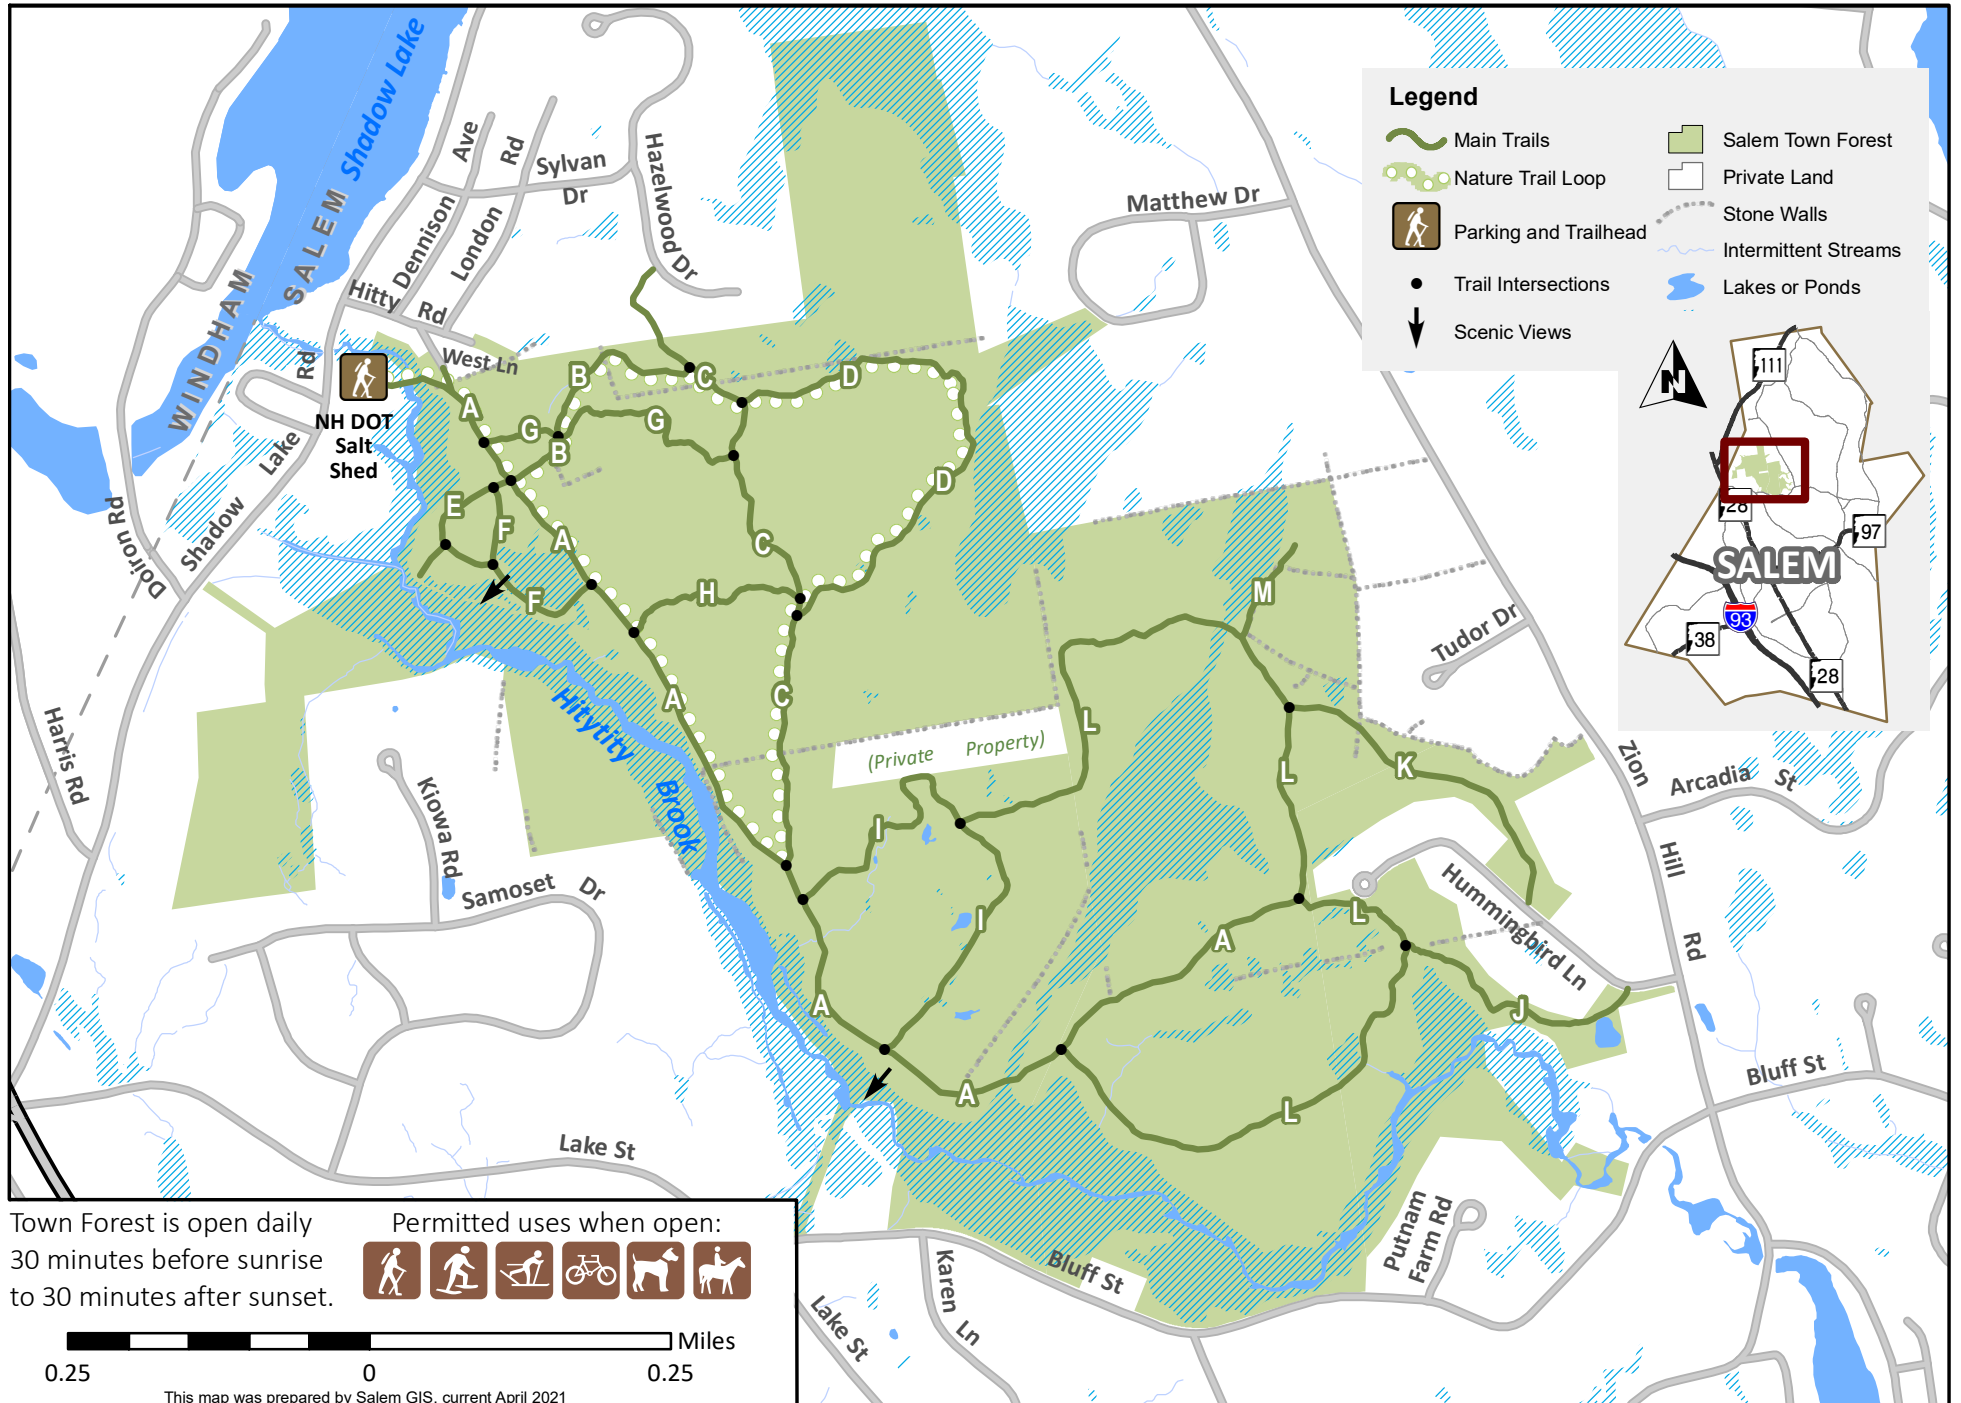 Legend
Main Trails
Nature Trail Loop
Parking and Trailhead
Trail Intersections
Scenic Views
Salem Town Forest
Private Land
Stone Walls
Intermittent Streams
Lakes or Ponds
N
111
28
97
SALEM
93
38
28
Shadow Lake
SALEM
WINDHAM
Dennison Ave
London Rd
Sylvan Dr
Hazelwood Dr
Matthew Dr
Hitty Rd
West Ln
NH DOT
Salt
Shed
Shadow Lake Rd
Doiron Rd
Harris Rd
Kiowa Rd
Samoset Dr
Lake St
Hitytity Brook
(Private Property)
Tudor Dr
Zion Hill Rd
Arcadia St
Hummingbird Ln
Bluff St
Putnam
Farm Rd
Bluff St
Karen Ln
Lake St
A
B
C
D
G
G
B
E
F
A
D
C
F
H
M
A
C
L
L
K
I
I
A
L
A
J
A
L
Town Forest is open daily
30 minutes before sunrise
to 30 minutes after sunset.
Permitted uses when open:
Miles
0.25 0 0.25
This map was prepared by Salem GIS, current April 2021